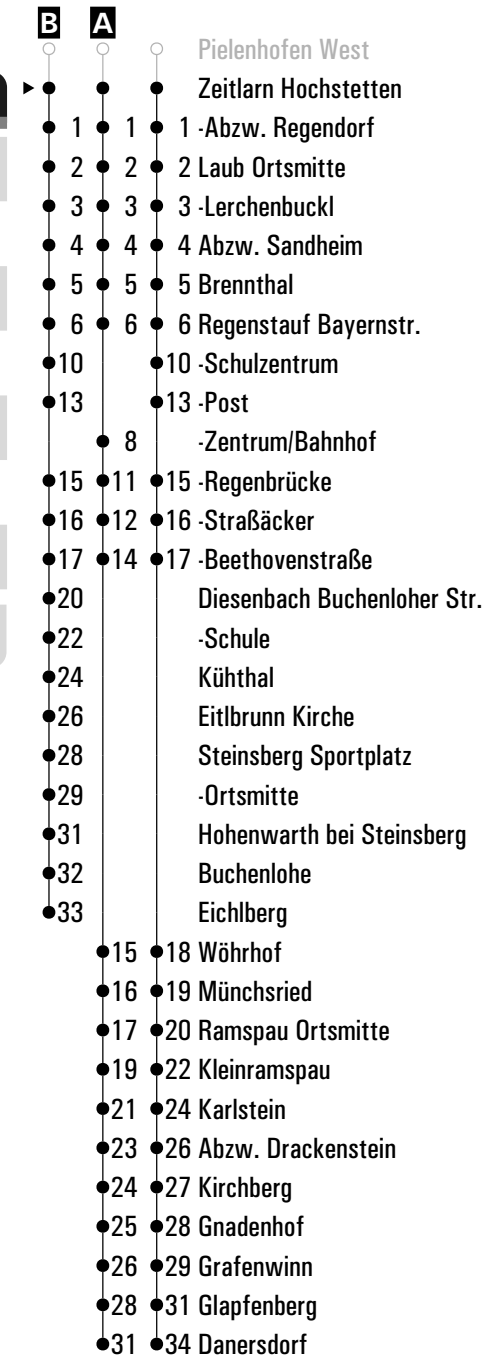 B A
Pielenhofen West
Zeitlarn Hochstetten
1 1 1 -Abzw. Regendorf
2 2 2 Laub Ortsmitte
3 3 3 -Lerchenbuckl
4 4 4 Abzw. Sandheim
5 5 5 Brennthal
6 6 6 Regenstauf Bayernstr.
10 10 -Schulzentrum
13 13 -Post
8 -Zentrum/Bahnhof
15 11 15 -Regenbrücke
16 12 16 -Straßäcker
17 14 17 -Beethovenstraße
20 Diesenbach Buchenloher Str.
22 -Schule
24 Kühthal
26 Eitlbrunn Kirche
28 Steinsberg Sportplatz
29 -Ortsmitte
31 Hohenwarth bei Steinsberg
32 Buchenlohe
33 Eichlberg
15 18 Wöhrhof
16 19 Münchsried
17 20 Ramspau Ortsmitte
19 22 Kleinramspau
21 24 Karlstein
23 26 Abzw. Drackenstein
24 27 Kirchberg
25 28 Gnadenhof
26 29 Grafenwinn
28 31 Glapfenberg
31 34 Danersdorf